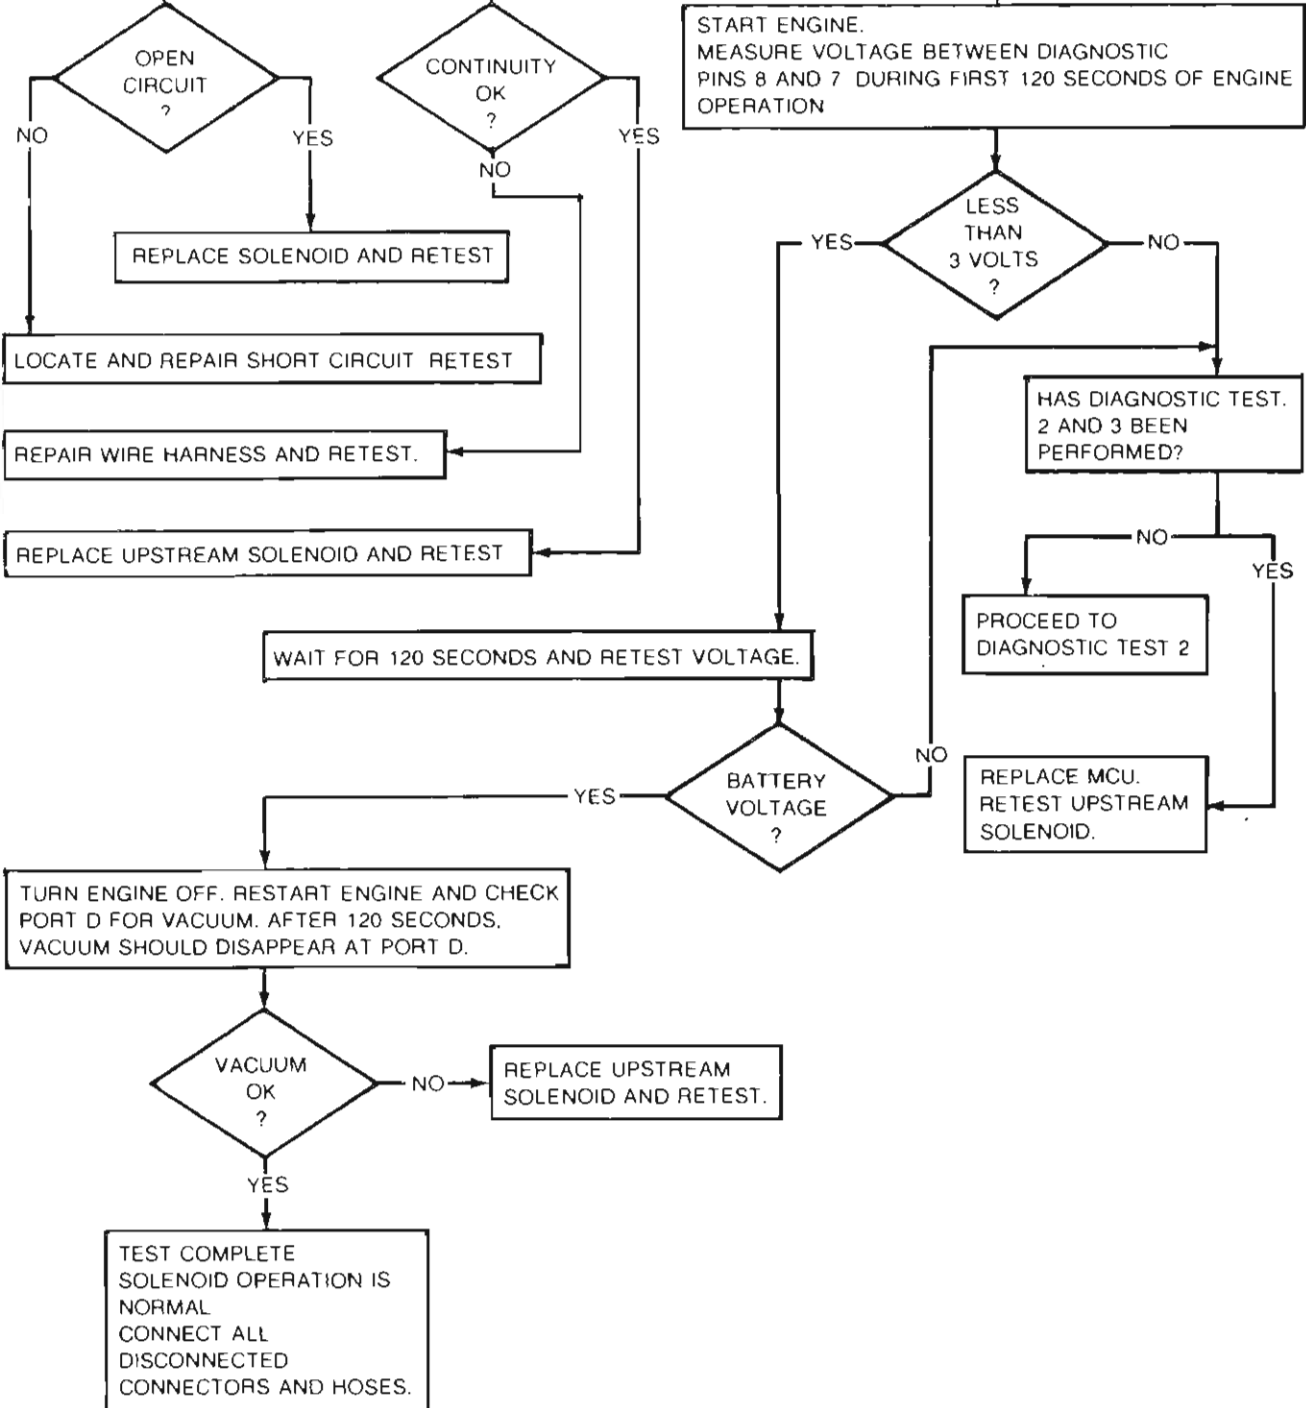 OPEN
CIRCUIT
?
NO
YES
REPLACE SOLENOID AND RETEST
LOCATE AND REPAIR SHORT CIRCUIT RETEST
CONTINUITY
OK
?
NO
YES
REPAIR WIRE HARNESS AND RETEST.
REPLACE UPSTREAM SOLENOID AND RETEST
START ENGINE.
MEASURE VOLTAGE BETWEEN DIAGNOSTIC
PINS 8 AND 7 DURING FIRST 120 SECONDS OF ENGINE
OPERATION
LESS
THAN
3 VOLTS
?
YES
NO
HAS DIAGNOSTIC TEST.
2 AND 3 BEEN
PERFORMED?
NO
YES
PROCEED TO
DIAGNOSTIC TEST 2
REPLACE MCU.
RETEST UPSTREAM
SOLENOID.
WAIT FOR 120 SECONDS AND RETEST VOLTAGE.
BATTERY
VOLTAGE
?
NO
YES
TURN ENGINE OFF. RESTART ENGINE AND CHECK
PORT D FOR VACUUM. AFTER 120 SECONDS,
VACUUM SHOULD DISAPPEAR AT PORT D.
VACUUM
OK
?
NO
REPLACE UPSTREAM
SOLENOID AND RETEST.
YES
TEST COMPLETE
SOLENOID OPERATION IS
NORMAL
CONNECT ALL
DISCONNECTED
CONNECTORS AND HOSES.